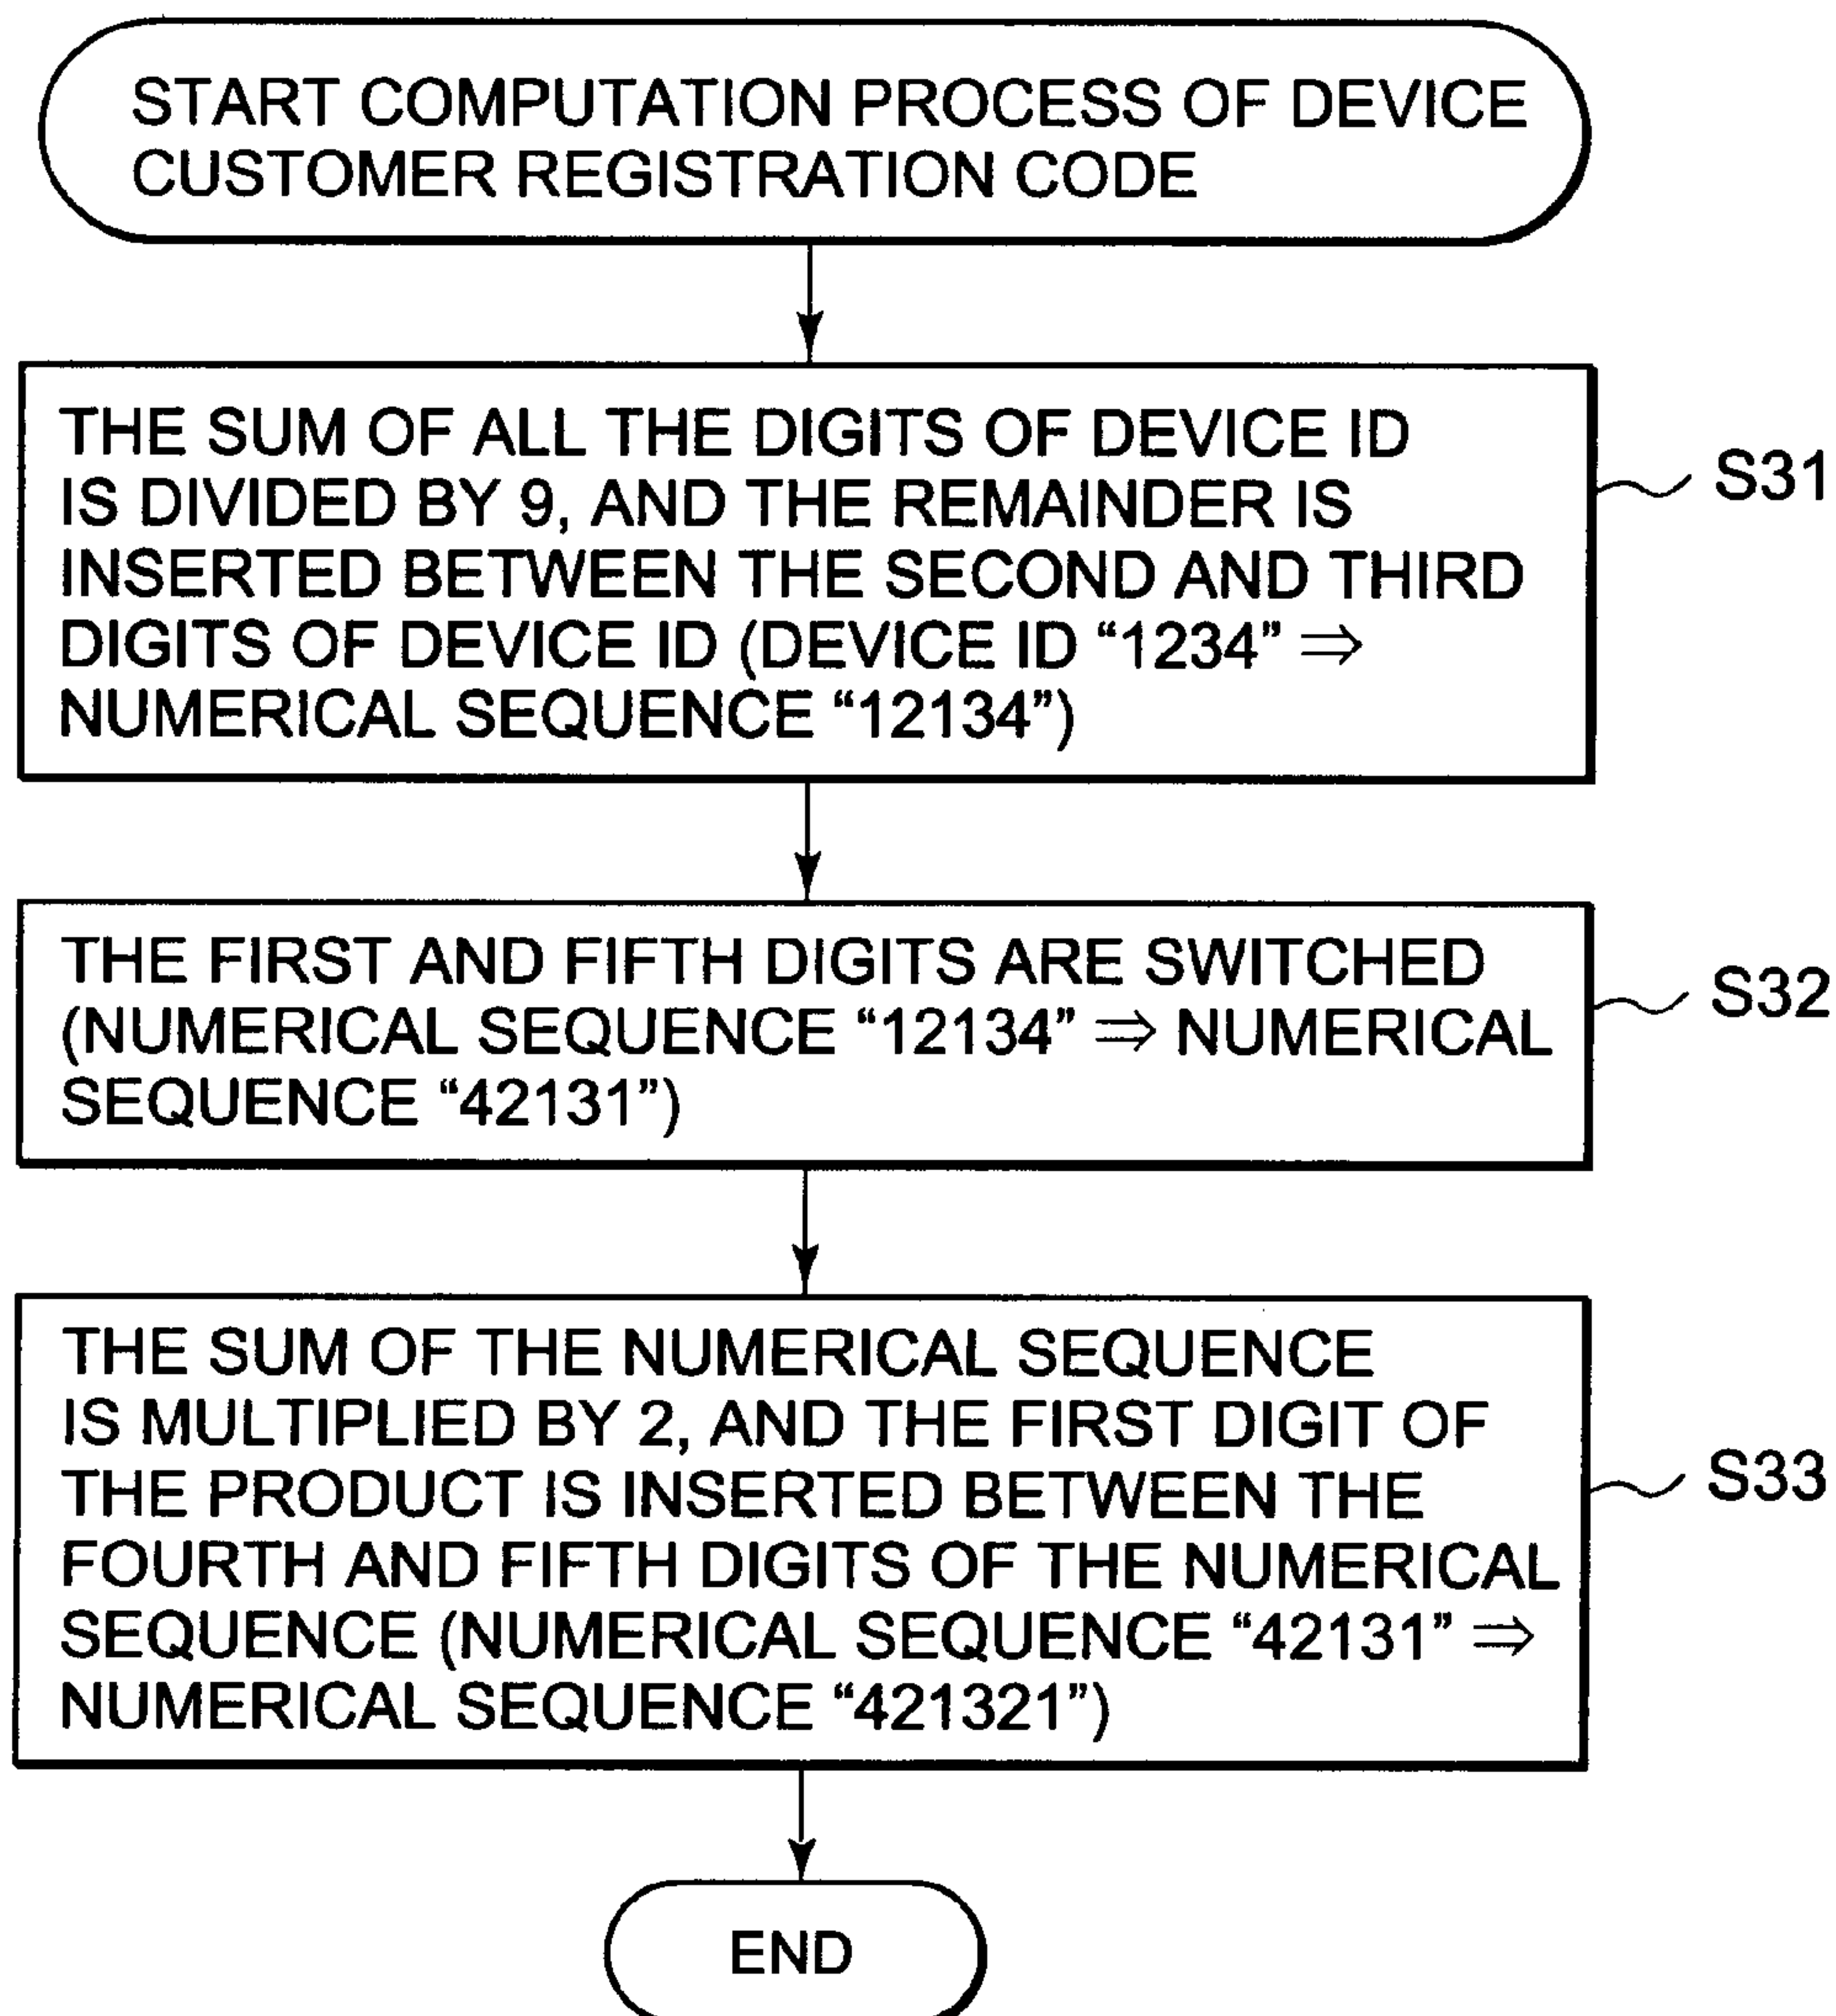 START COMPUTATION PROCESS OF DEVICE
CUSTOMER REGISTRATION CODE
THE SUM OF ALL THE DIGITS OF DEVICE ID
IS DIVIDED BY 9, AND THE REMAINDER IS
INSERTED BETWEEN THE SECOND AND THIRD
DIGITS OF DEVICE ID (DEVICE ID “1234” ⇒
NUMERICAL SEQUENCE “12134”)
S31
THE FIRST AND FIFTH DIGITS ARE SWITCHED
(NUMERICAL SEQUENCE “12134” ⇒ NUMERICAL
SEQUENCE “42131”)
S32
THE SUM OF THE NUMERICAL SEQUENCE
IS MULTIPLIED BY 2, AND THE FIRST DIGIT OF
THE PRODUCT IS INSERTED BETWEEN THE
FOURTH AND FIFTH DIGITS OF THE NUMERICAL
SEQUENCE (NUMERICAL SEQUENCE “42131” ⇒
NUMERICAL SEQUENCE “421321”)
S33
END